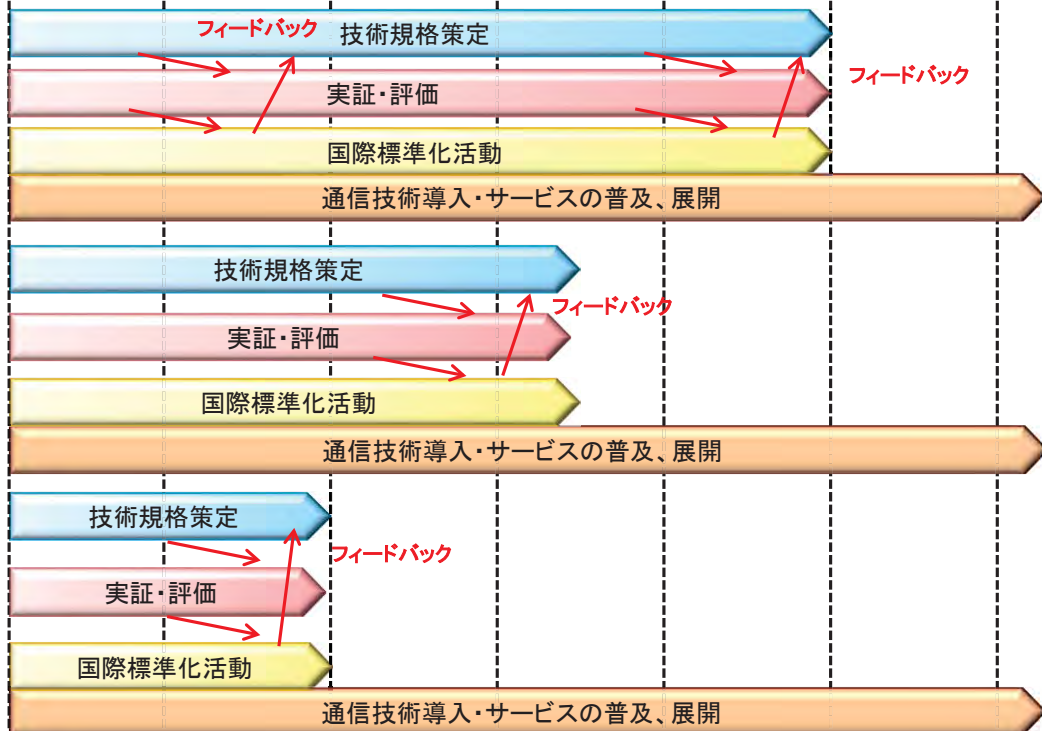 フィードバック
技術規格策定
フィードバック
実証・評価
国際標準化活動
通信技術導入・サービスの普及、展開
技術規格策定
フィードバック
実証・評価
国際標準化活動
通信技術導入・サービスの普及、展開
技術規格策定
フィードバック
実証・評価
国際標準化活動
通信技術導入・サービスの普及、展開